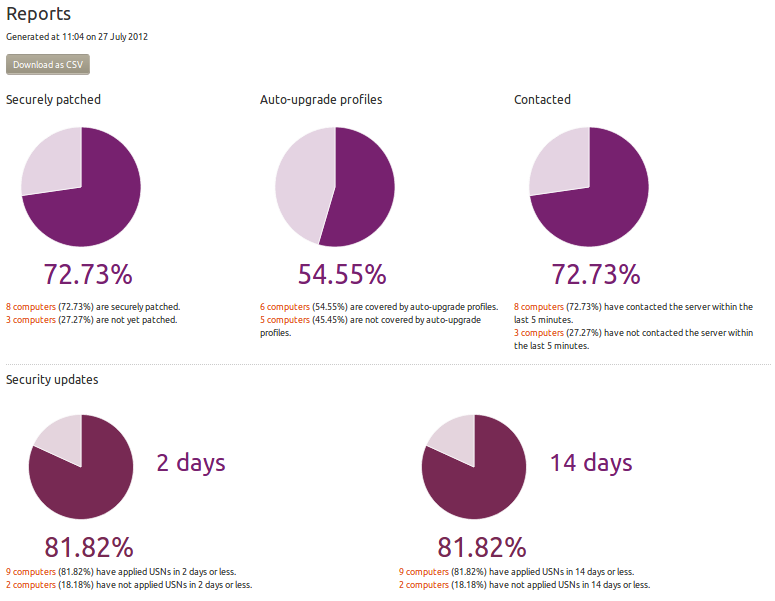 Reports
Generated at 11:04 on 27 July 2012
Download as CSV
Securely patched
72.73%
8 computers (72.73%) are securely patched.
3 computers (27.27%) are not yet patched.
Auto-upgrade profiles
54.55%
6 computers (54.55%) are covered by auto-upgrade profiles.
5 computers (45.45%) are not covered by auto-upgrade
profiles.
Contacted
72.73%
8 computers (72.73%) have contacted the server within the
last 5 minutes.
3 computers (27.27%) have not contacted the server within
the last 5 minutes.
Security updates
2 days
81.82%
9 computers (81.82%) have applied USNs in 2 days or less.
2 computers (18.18%) have not applied USNs in 2 days or less.
14 days
81.82%
9 computers (81.82%) have applied USNs in 14 days or less.
2 computers (18.18%) have not applied USNs in 14 days or less.